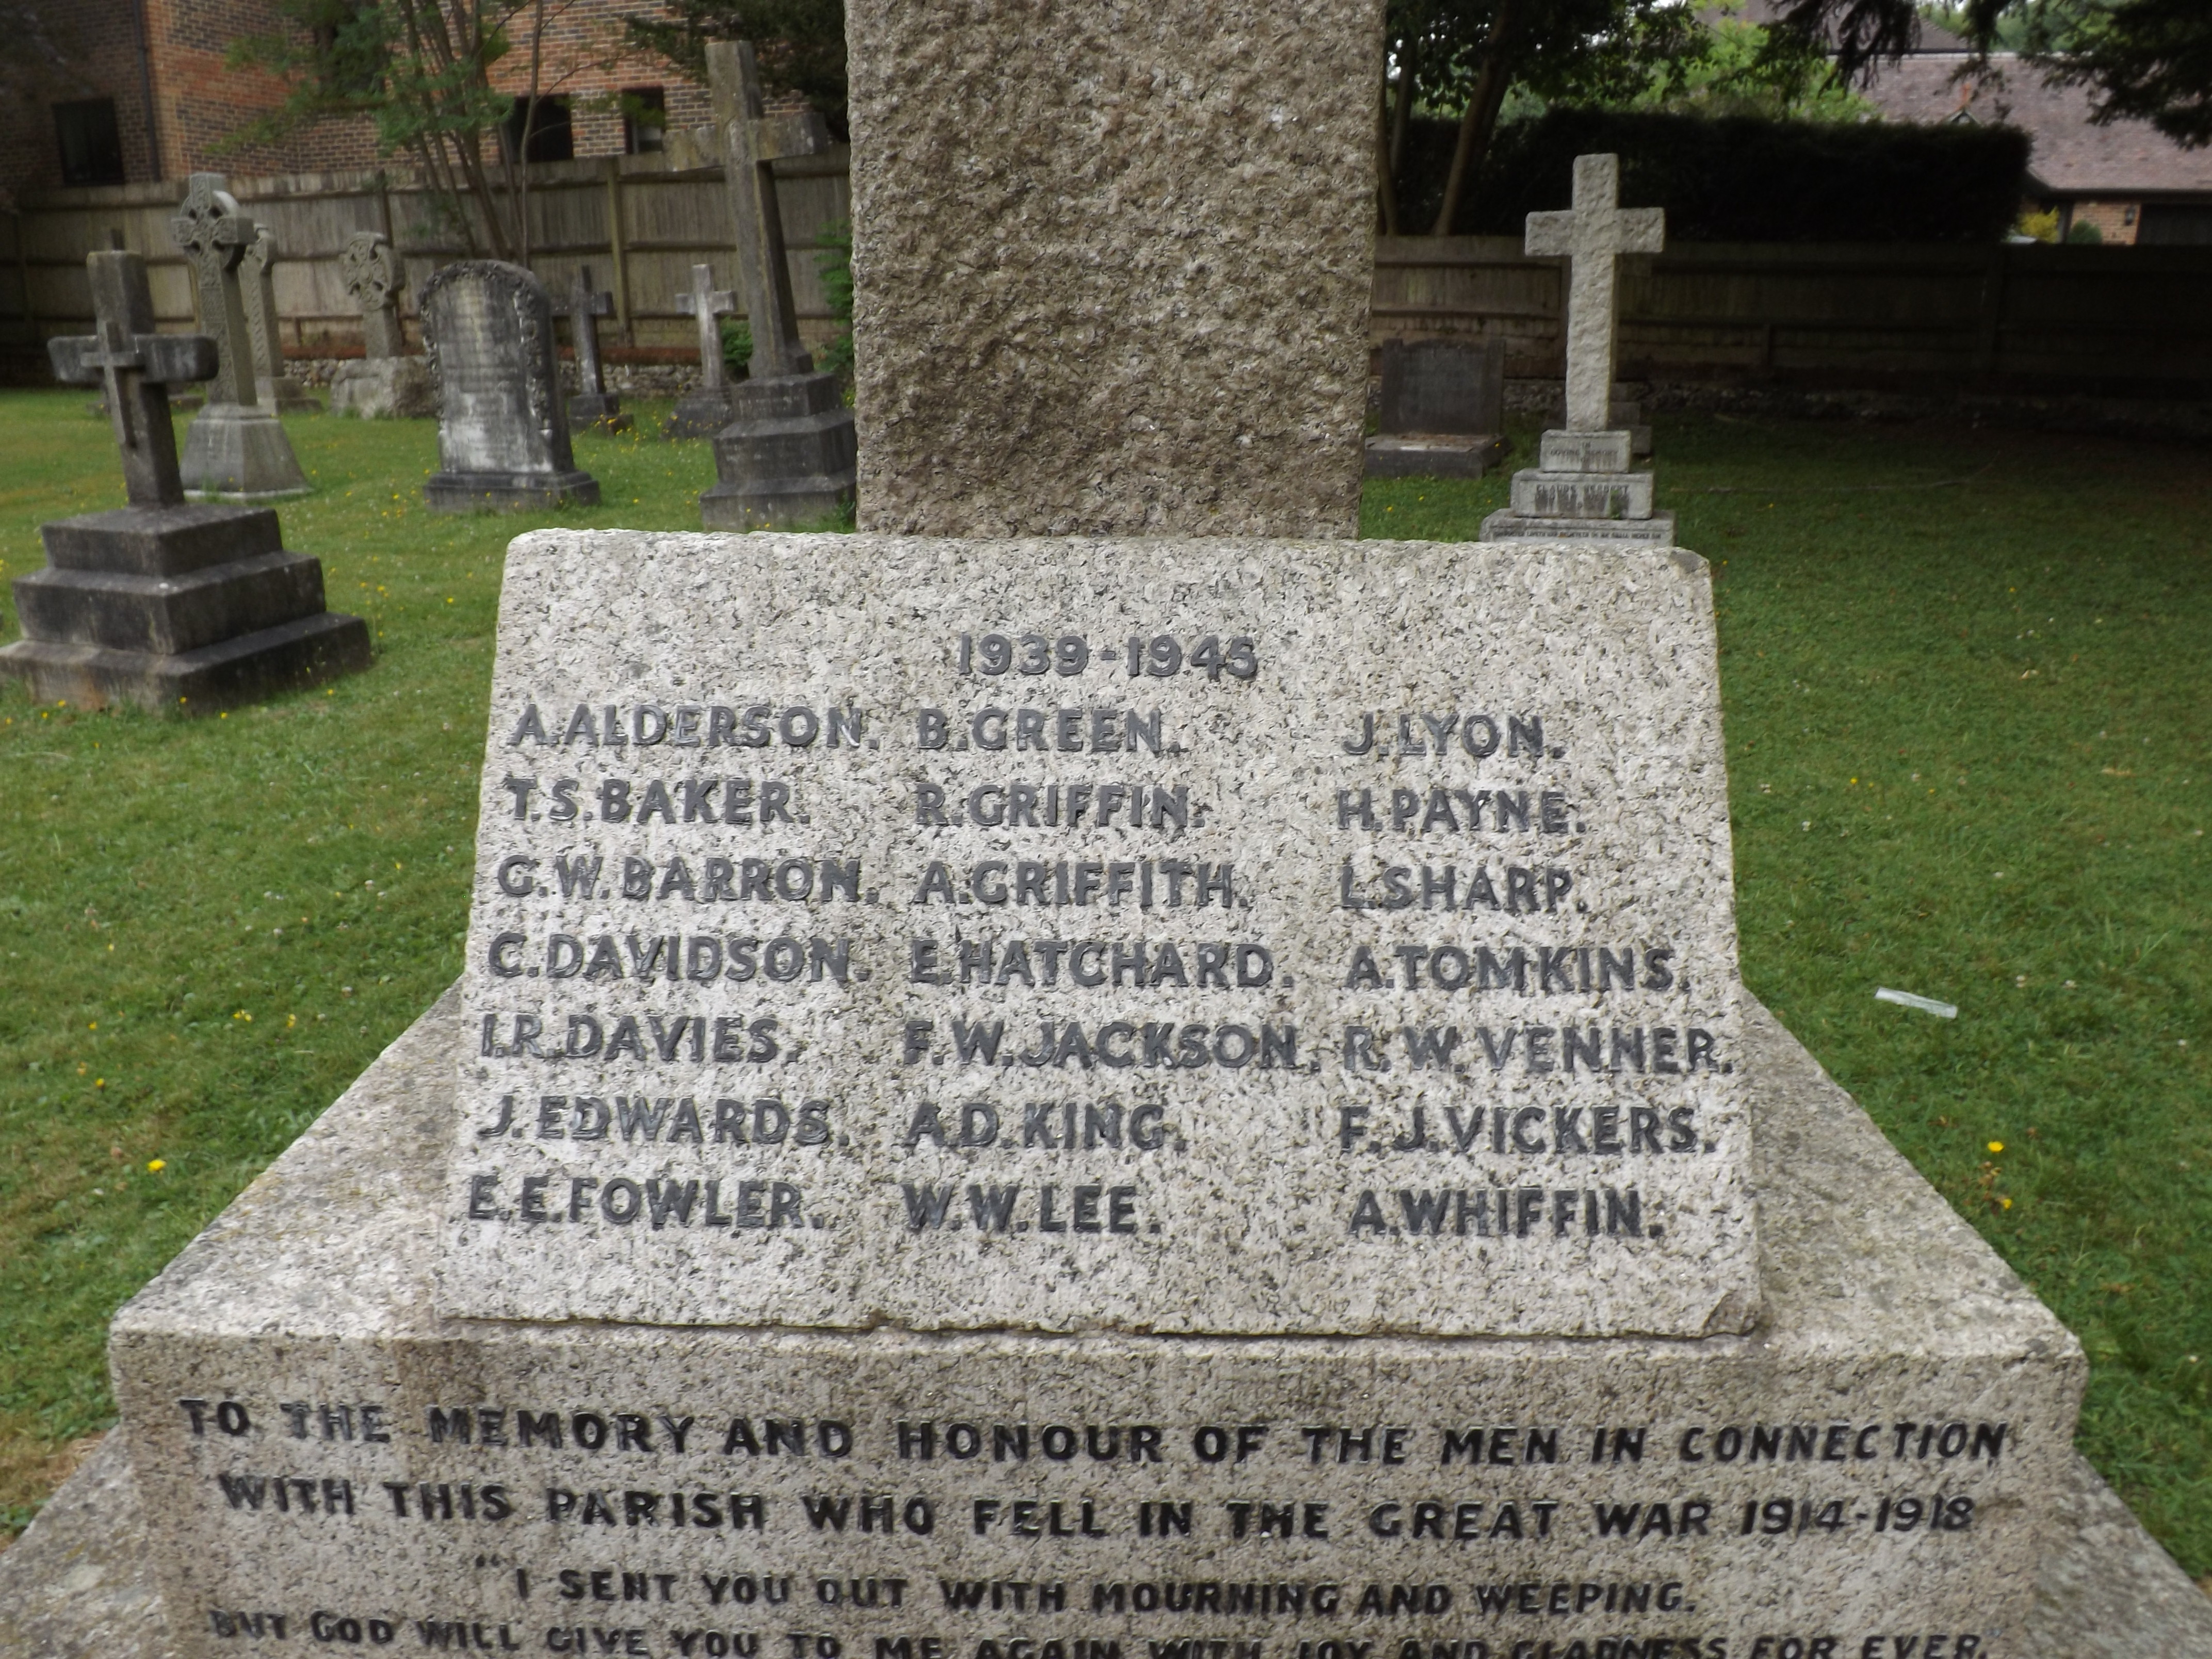 1939-1945
A.ALDERSON. B.GREEN. J.LYON.
T.S.BAKER. R.GRIFFIN. H.PAYNE.
G.W.BARRON. A.GRIFFITH. L.SHARP.
C.DAVIDSON. E.HATCHARD. A.TOMKINS.
I.R.DAVIES. F.W.JACKSON. R.W.VENNER.
J.EDWARDS. A.D.KING. F.J.VICKERS.
E.E.FOWLER. W.W.LEE. A.WHIFFIN.
TO THE MEMORY AND HONOUR OF THE MEN IN CONNECTION
WITH THIS PARISH WHO FELL IN THE GREAT WAR 1914-1918
"I SENT YOU OUT WITH MOURNING AND WEEPING.
BUT GOD WILL GIVE YOU TO ME AGAIN WITH JOY AND GLADNESS FOR EVER.